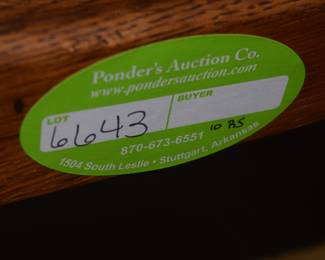 Ponder's Auction Co.
www.pondersauction.com
LOT
BUYER
6643
870-673-6551
10 BS
1504 South Leslie • Stuttgart, Arkansas